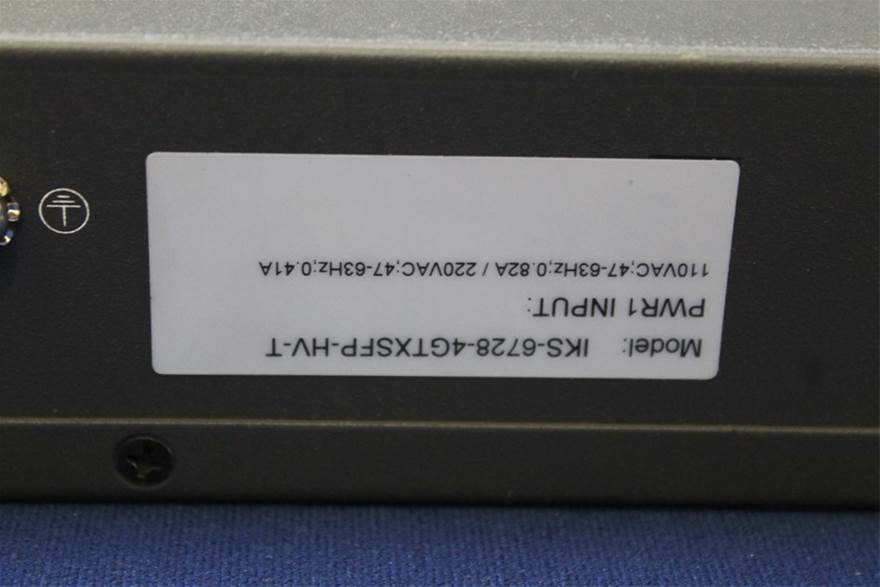 Model: IKS-6728-4GTXSFP-HV-T
PWR1 INPUT:
110VAC;47-63Hz;0.82A / 220VAC;47-63Hz;0.41A